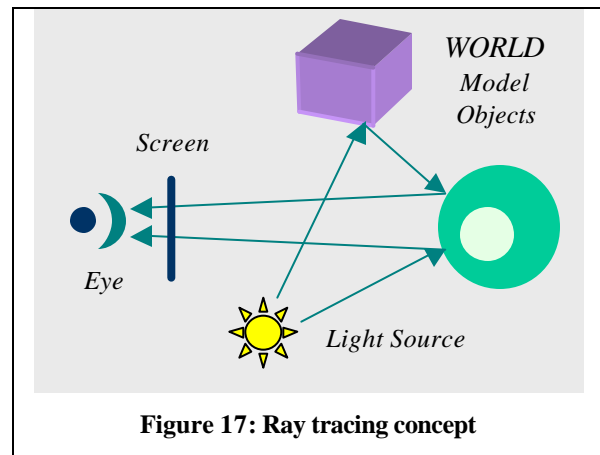 WORLD
Model
Objects
Screen
Eye
Light Source
Figure 17: Ray tracing concept